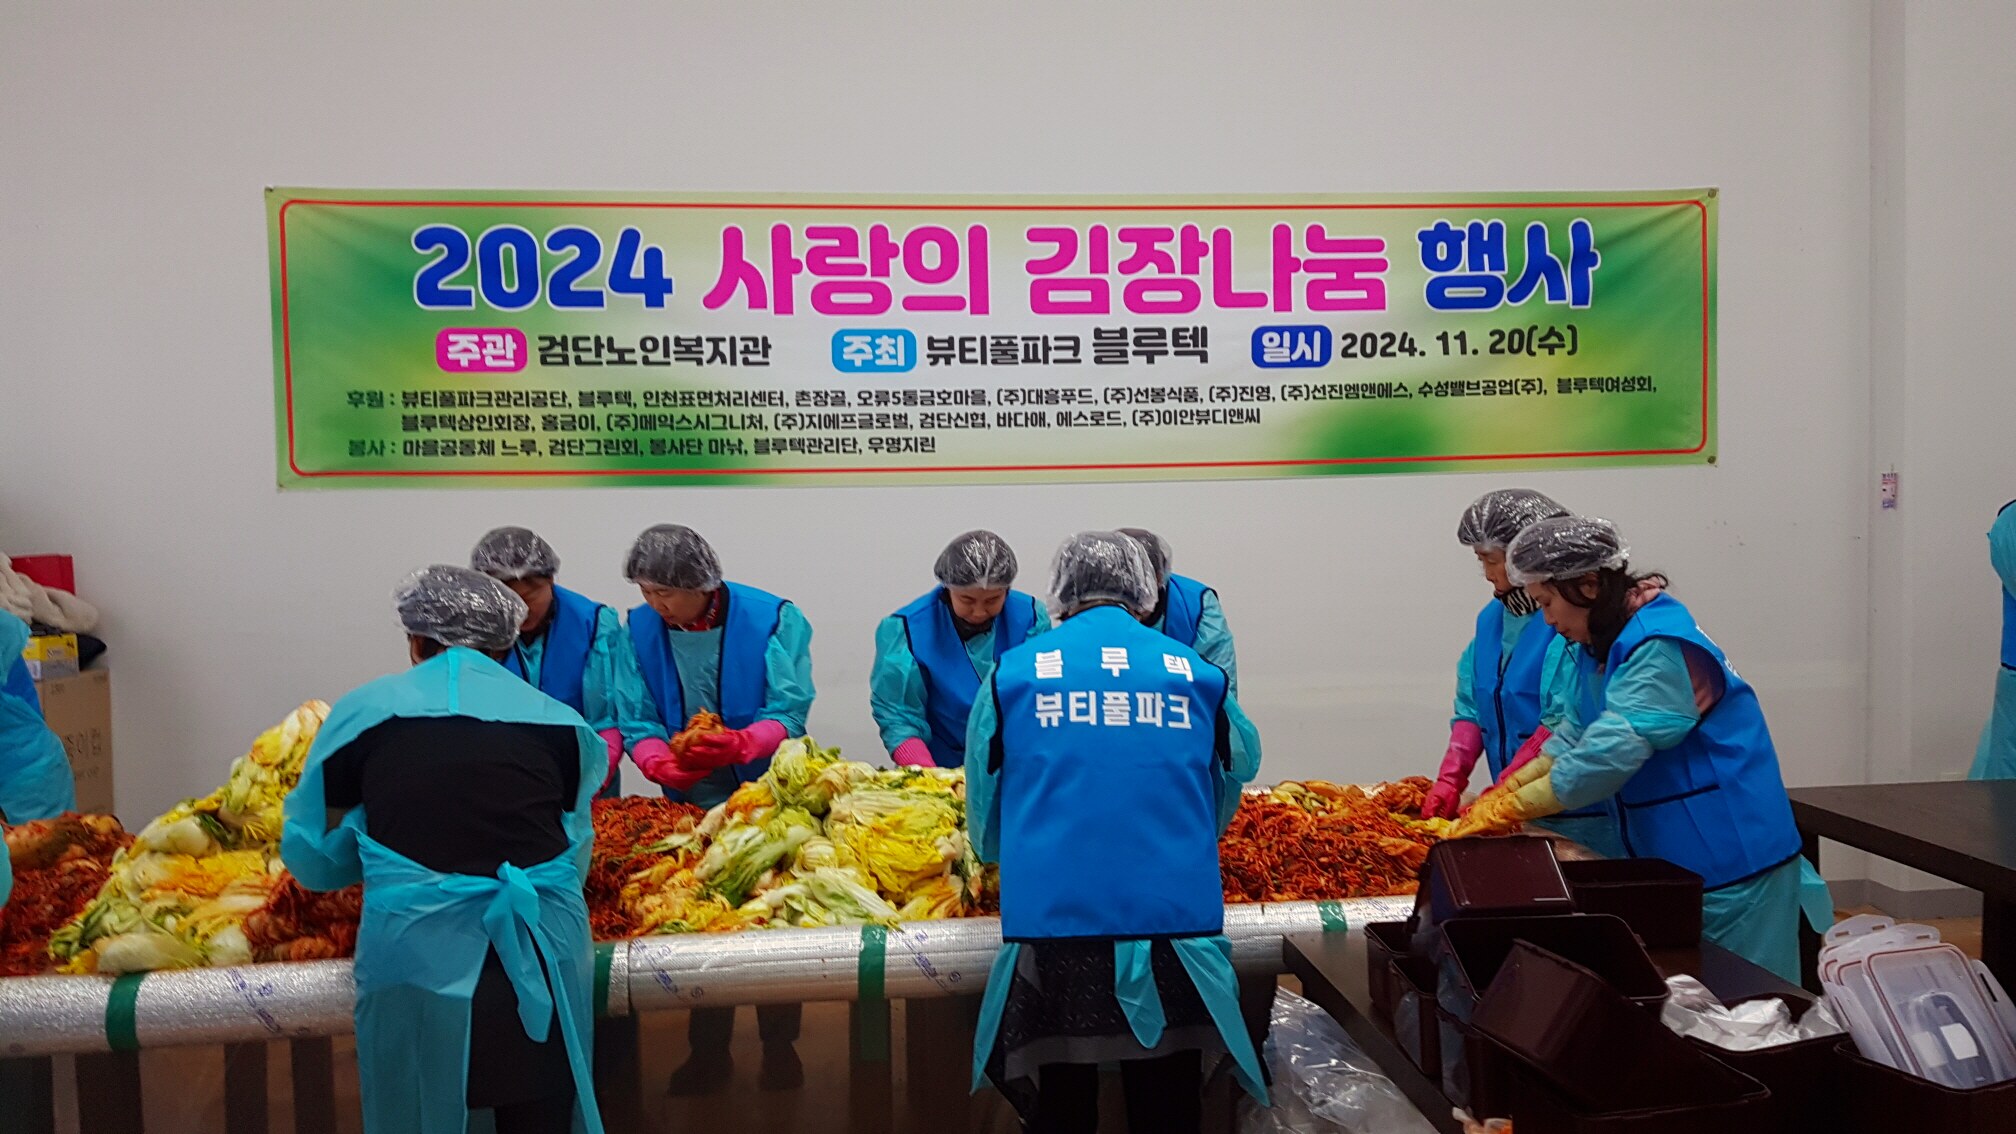 2024 사랑의 김장나눔 행사
주관 검단노인복지관 주최 뷰티풀파크 블루텍 일시 2024. 11. 20(수)
후원 : 뷰티풀파크관리공단, 블루텍, 인천표면처리센터, 촌장골, 오류5통금호마을, (주)대흥푸드, (주)선봉식품, (주)진영, (주)선진엠앤에스, 수성밸브공업(주), 블루텍여성회,
블루텍상인회장, 홍금이, (주)메익스시그니처, (주)지에프글로벌, 검단신협, 바다애, 에스로드, (주)이안뷰디앤씨
봉사 : 마을공동체 느루, 검단그린회, 봉사단 마낚, 블루텍관리단, 우영지린
블루텍
뷰티풀파크